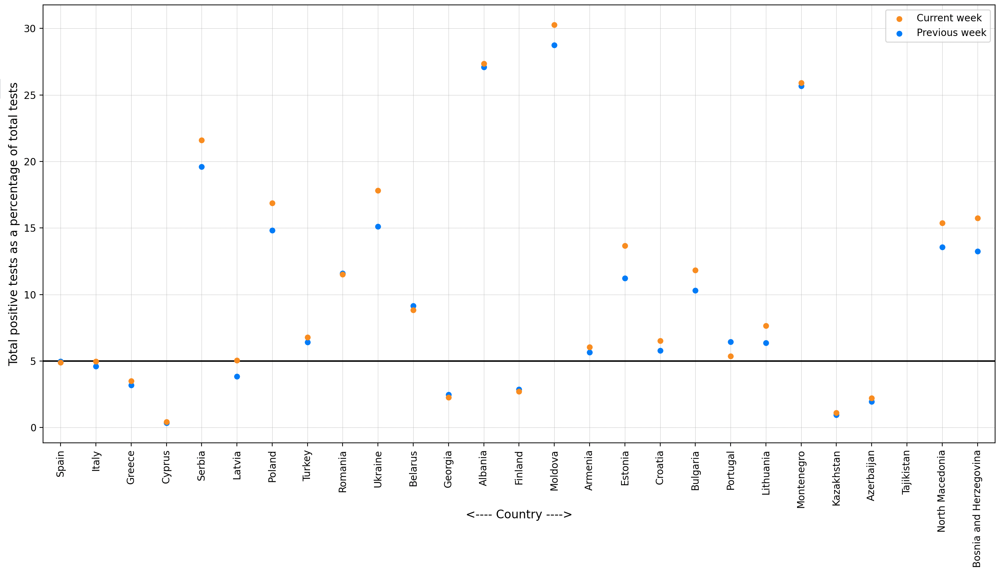 Current week
Previous week
Total positive tests as a percentage of total tests
30
25
20
15
10
5
0
Spain
Italy
Greece
Cyprus
Serbia
Latvia
Poland
Turkey
Romania
Ukraine
Belarus
Georgia
Albania
Finland
Moldova
Armenia
Estonia
Croatia
Bulgaria
Portugal
Lithuania
Montenegro
Kazakhstan
Azerbaijan
Tajikistan
North Macedonia
Bosnia and Herzegovina
<---- Country ---->